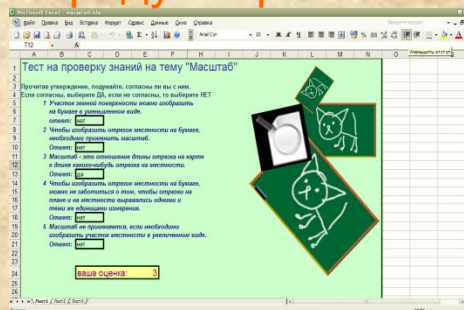 Microsoft Excel - масштаб.xls
Файл Правка Вид Вставка Формат Сервис Данные Окно Справка
Arial Cyr
T12
Уменьшить отступ
A B C D E F G H I J K L M N O
Тест на проверку знаний на тему "Масштаб"
Прочитав утверждение, подумайте, согласны ли вы с ним.
Если согласны, выберите ДА, если не согласны, то выберите НЕТ
1 Участок земной поверхности можно изобразить
на бумаге в уменьшенном виде.
ответ: нет
2 Чтобы изобразить отрезок местности на бумаге,
необходимо применить масштаб.
Ответ: нет
3 Масштаб - это отношение длины отрезка на карте
к длине какого-нибудь отрезка на местности.
Ответ: да
4 Чтобы изобразить отрезок местности на бумаге,
можно не заботиться о том, чтобы отрезки на
плане и на местности выражались одними и
теми же единицами измерения.
Ответ: нет
5 Масштаб не применяется, если необходимо
изобразить участок местности в увеличенном виде.
Ответ: нет
ваша оценка: 3
Лист1 / Лист2 / Лист3